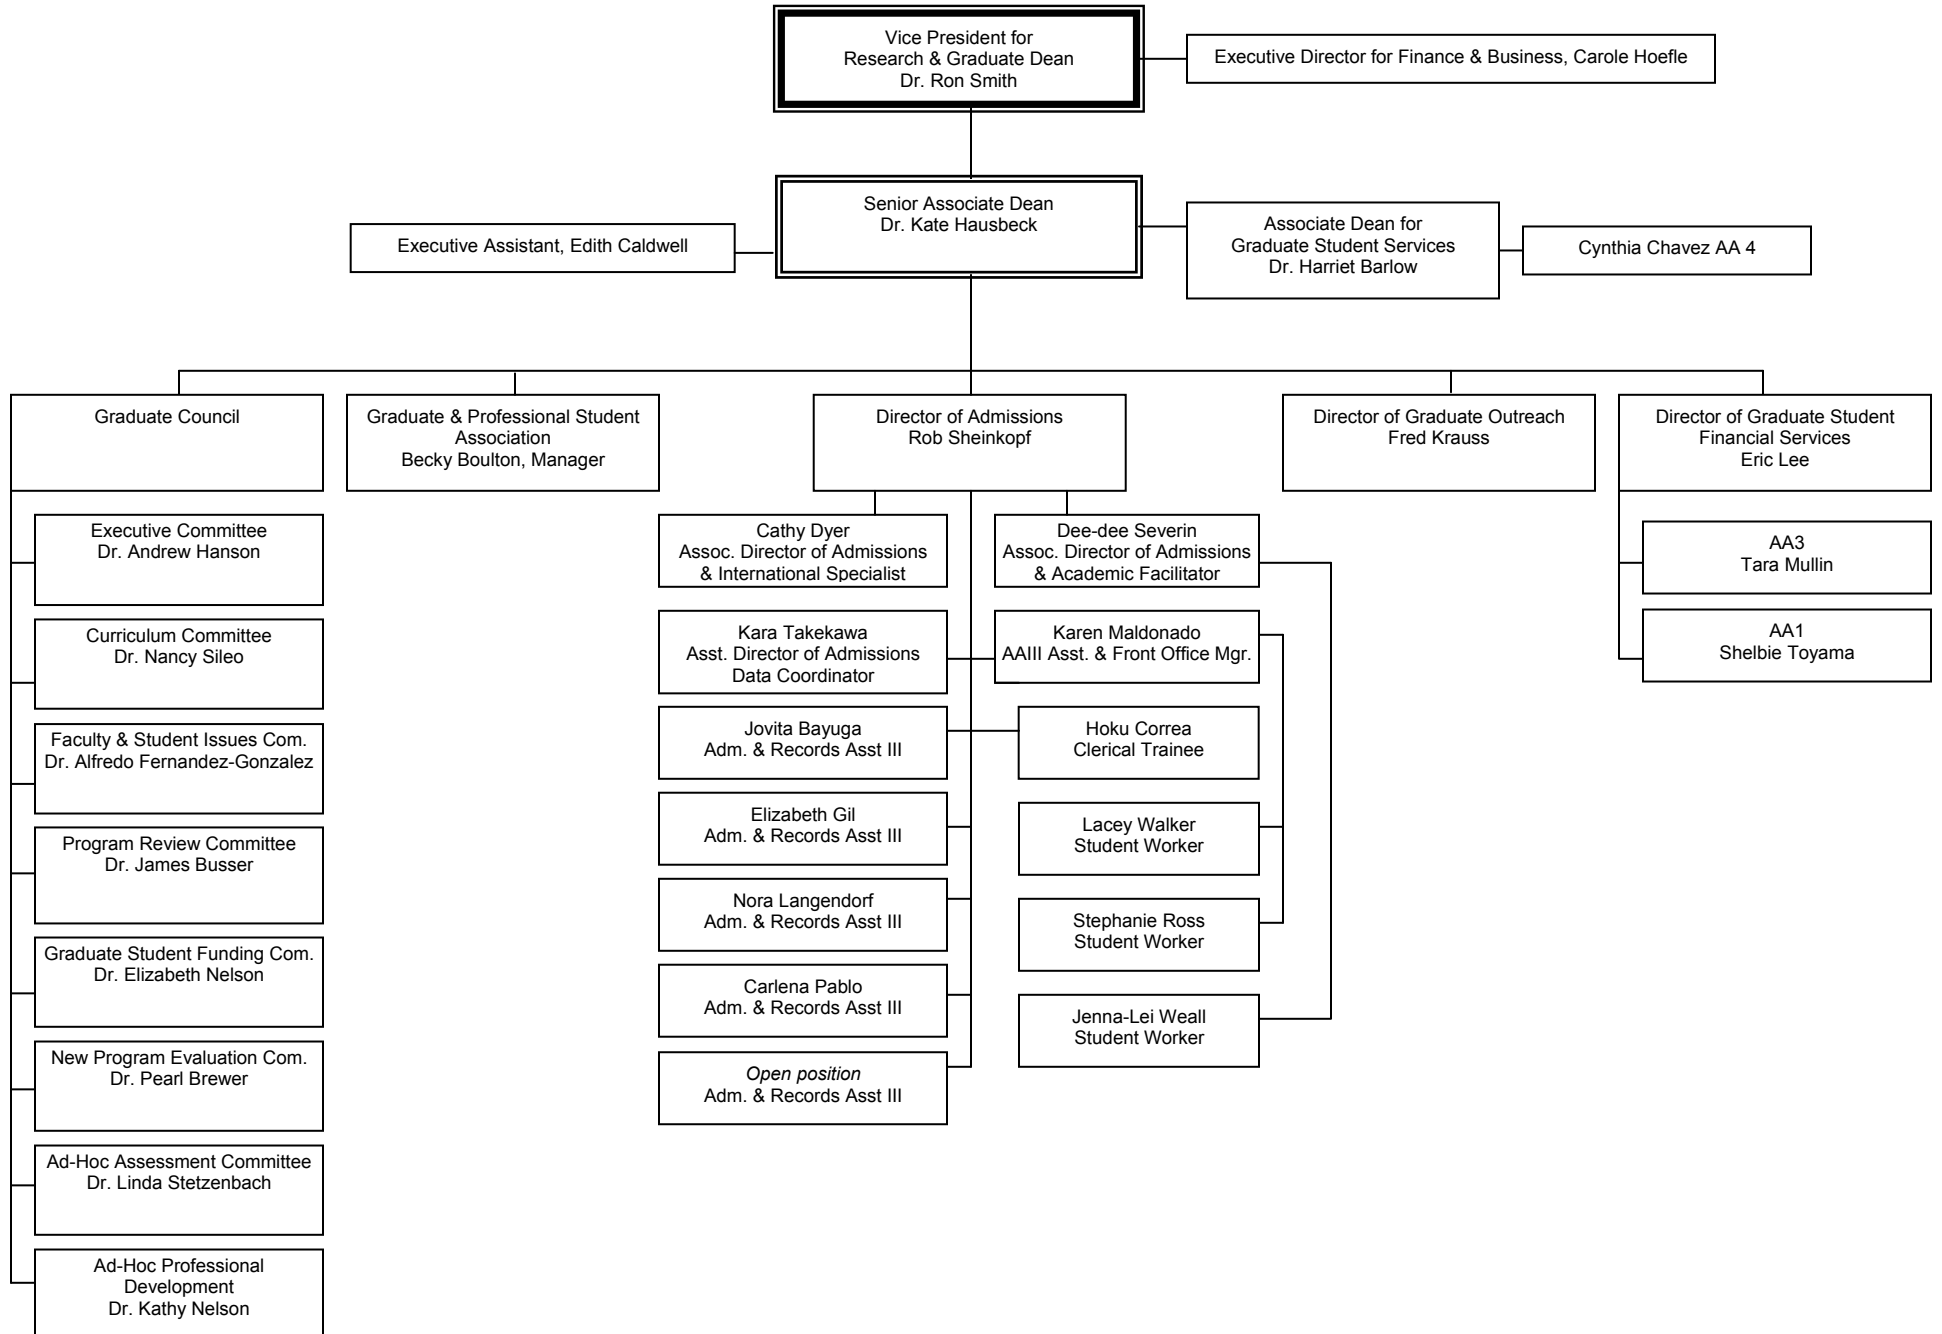 Vice President for
Research & Graduate Dean
Dr. Ron Smith
Executive Director for Finance & Business, Carole Hoefle
Senior Associate Dean
Dr. Kate Hausbeck
Executive Assistant, Edith Caldwell
Associate Dean for
Graduate Student Services
Dr. Harriet Barlow
Cynthia Chavez AA 4
Graduate Council
Graduate & Professional Student
Association
Becky Boulton, Manager
Director of Admissions
Rob Sheinkopf
Director of Graduate Outreach
Fred Krauss
Director of Graduate Student
Financial Services
Eric Lee
Executive Committee
Dr. Andrew Hanson
Curriculum Committee
Dr. Nancy Sileo
Faculty & Student Issues Com.
Dr. Alfredo Fernandez-Gonzalez
Program Review Committee
Dr. James Busser
Graduate Student Funding Com.
Dr. Elizabeth Nelson
New Program Evaluation Com.
Dr. Pearl Brewer
Ad-Hoc Assessment Committee
Dr. Linda Stetzenbach
Ad-Hoc Professional
Development
Dr. Kathy Nelson
Cathy Dyer
Assoc. Director of Admissions
& International Specialist
Kara Takekawa
Asst. Director of Admissions
Data Coordinator
Jovita Bayuga
Adm. & Records Asst III
Elizabeth Gil
Adm. & Records Asst III
Nora Langendorf
Adm. & Records Asst III
Carlena Pablo
Adm. & Records Asst III
Open position
Adm. & Records Asst III
Dee-dee Severin
Assoc. Director of Admissions
& Academic Facilitator
Karen Maldonado
AAIII Asst. & Front Office Mgr.
Hoku Correa
Clerical Trainee
Lacey Walker
Student Worker
Stephanie Ross
Student Worker
Jenna-Lei Weall
Student Worker
AA3
Tara Mullin
AA1
Shelbie Toyama